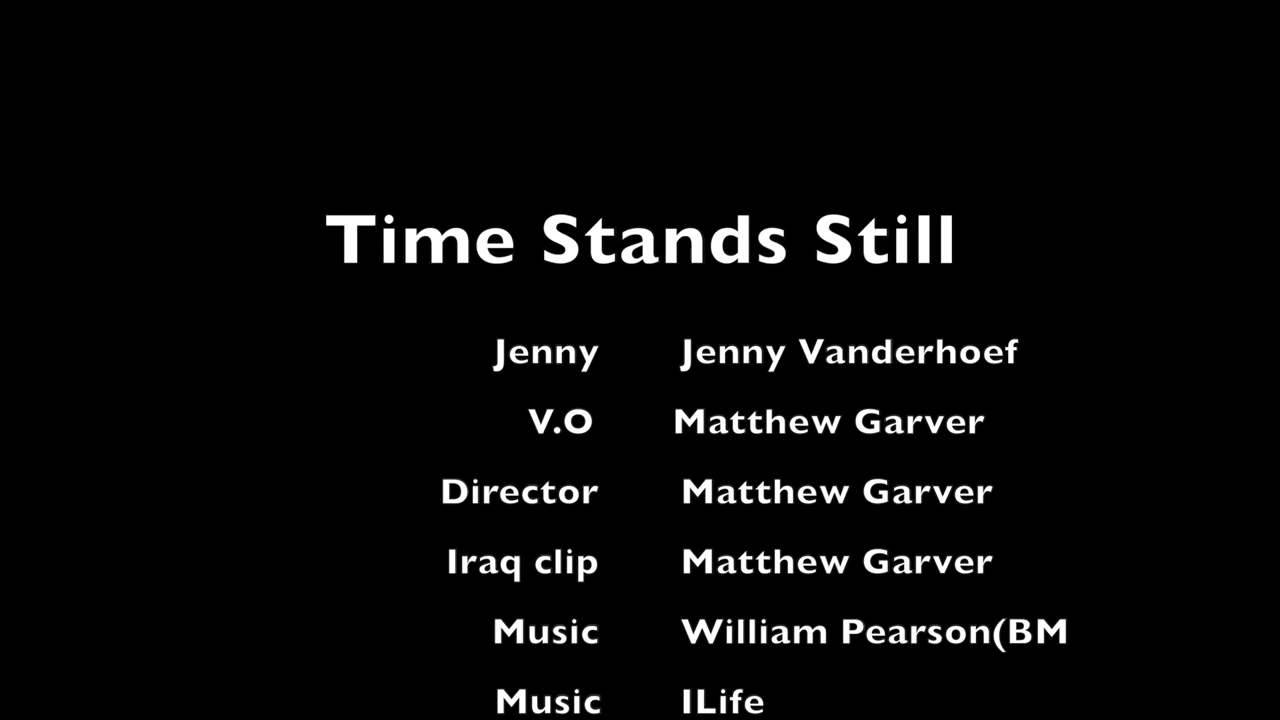 Time Stands Still
Jenny Jenny Vanderhoef
V.O Matthew Garver
Director Matthew Garver
Iraq clip Matthew Garver
Music William Pearson(BM
Music ILife